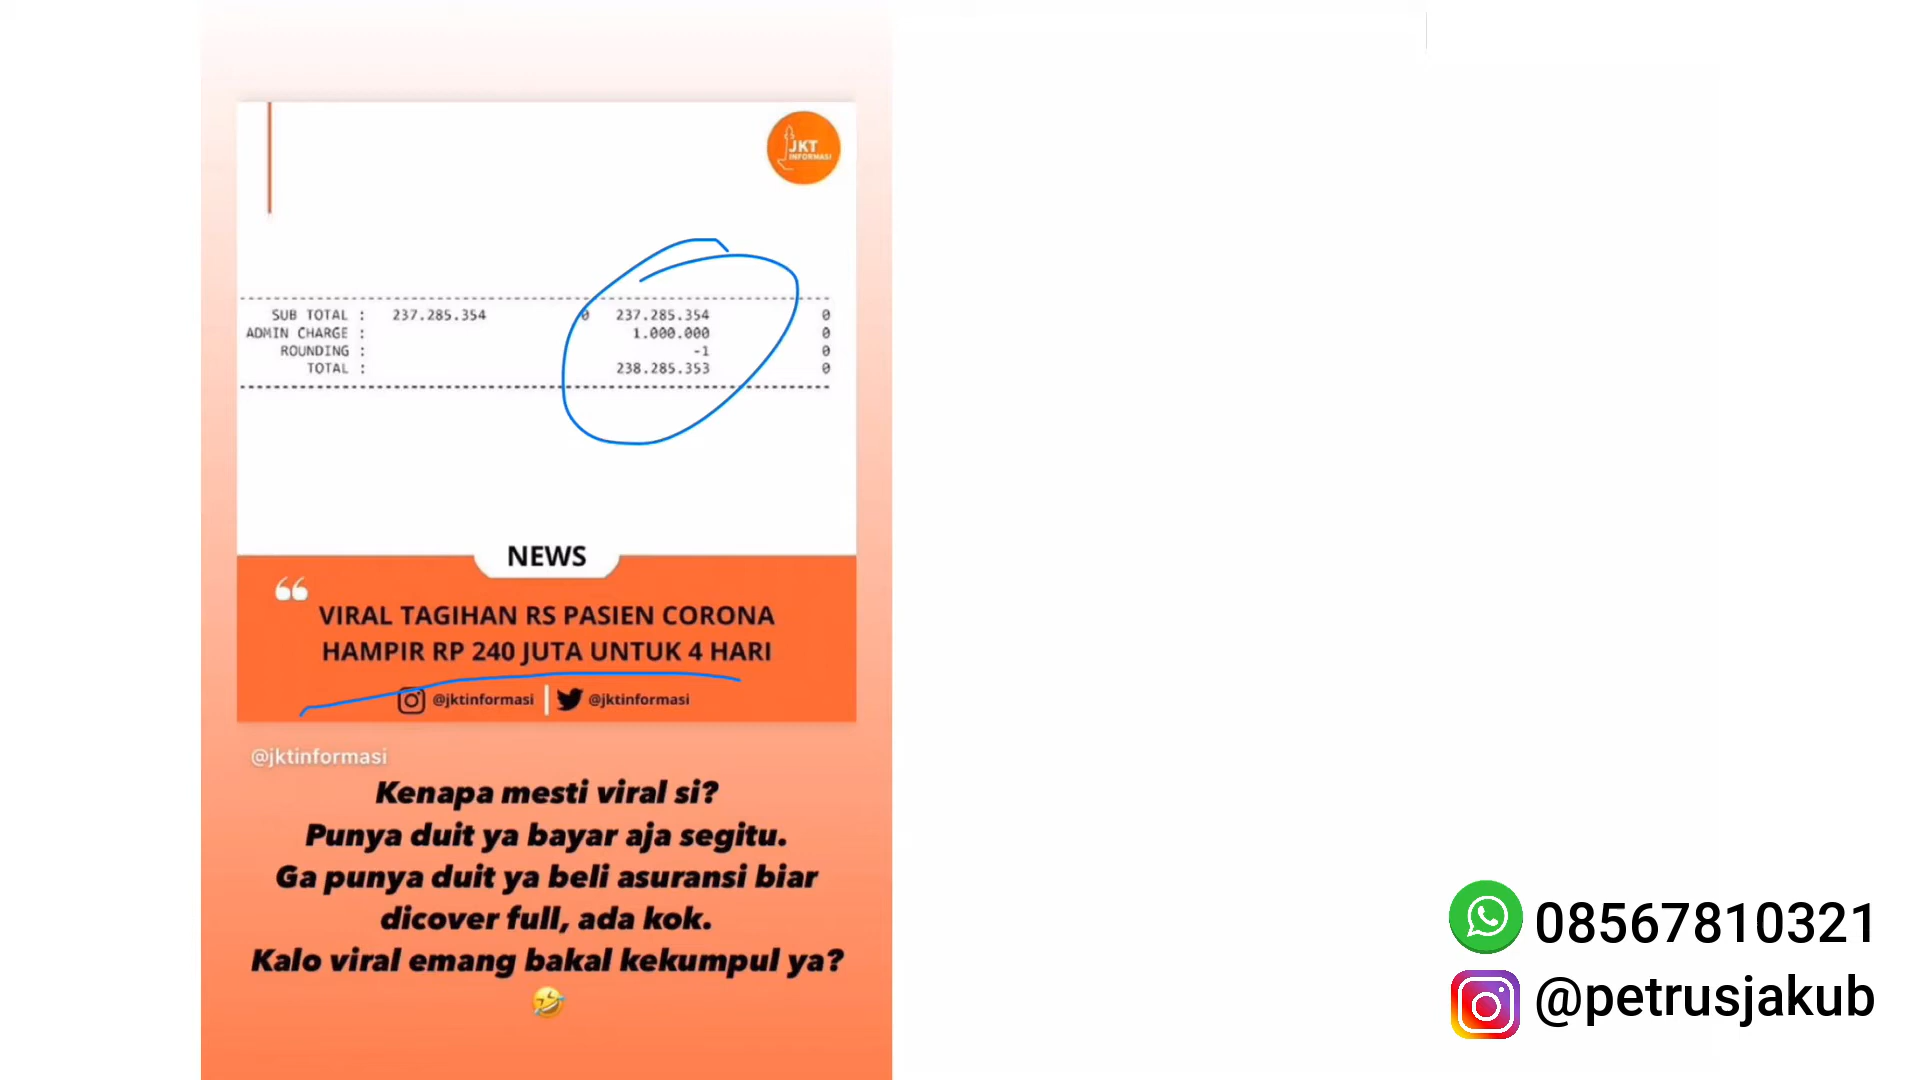 JKT
INFORMASI
SUB TOTAL : 237.285.354 0 237.285.354 0
ADMIN CHARGE : 1.000.000 0
ROUNDING : -1 0
TOTAL : 238.285.353 0
NEWS
“
VIRAL TAGIHAN RS PASIEN CORONA
HAMPIR RP 240 JUTA UNTUK 4 HARI
@jktinformasi | @jktinformasi
@jktinformasi
Kenapa mesti viral si?
Punya duit ya bayar aja segitu.
Ga punya duit ya beli asuransi biar
dicover full, ada kok.
Kalo viral emang bakal kekumpul ya?
🤣
08567810321
@petrusjakub